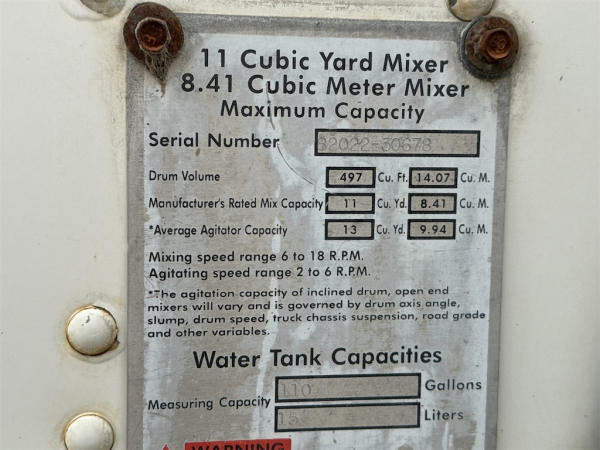 11 Cubic Yard Mixer
8.41 Cubic Meter Mixer
Maximum Capacity
Serial Number 32022-30678
Drum Volume 497 Cu. Ft. 14.07 Cu. M.
Manufacturer's Rated Mix Capacity 11 Cu. Yd. 8.41 Cu. M.
*Average Agitator Capacity 13 Cu. Yd. 9.94 Cu. M.
Mixing speed range 6 to 18 R.P.M.
Agitating speed range 2 to 6 R.P.M.
*The agitation capacity of inclined drum, open end
mixers will vary and is governed by drum axis angle,
slump, drum speed, truck chassis suspension, road grade
and other variables.
Water Tank Capacities
Measuring Capacity 110 Gallons
Liters
WARNING